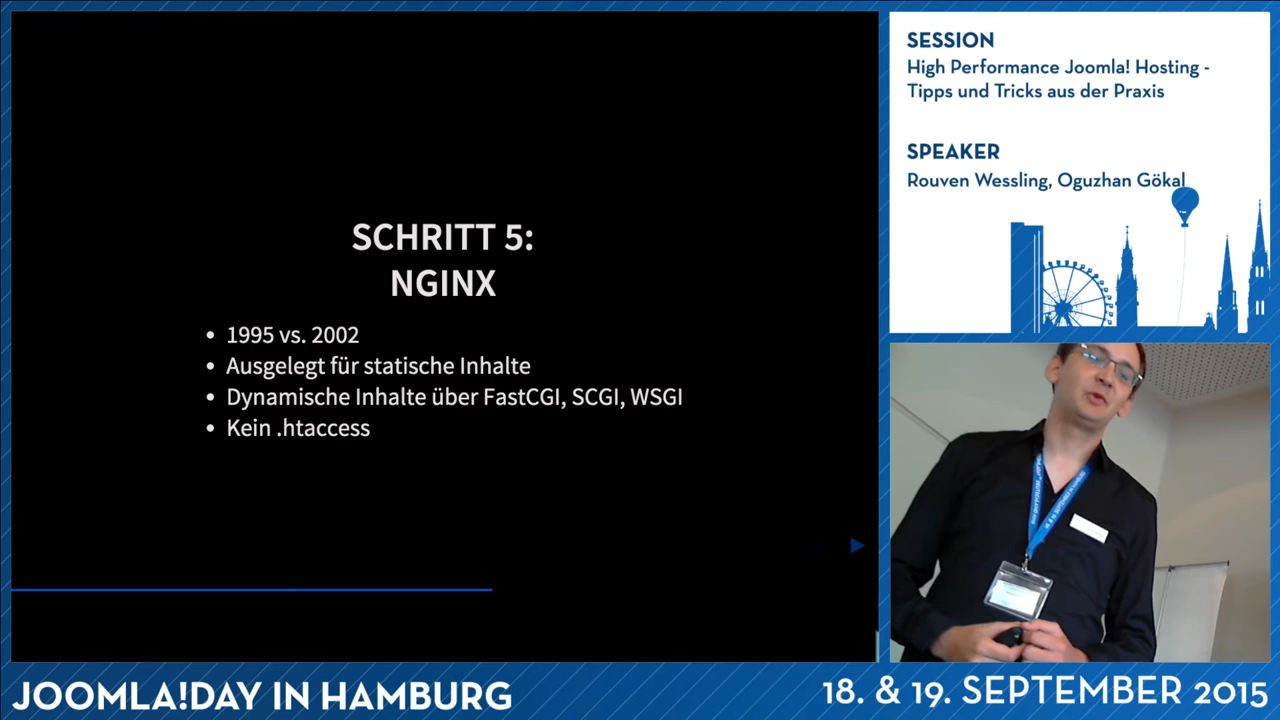 SCHRITT 5:
NGINX
• 1995 vs. 2002
• Ausgelegt für statische Inhalte
• Dynamische Inhalte über FastCGI, SCGI, WSGI
• Kein .htaccess
SESSION
High Performance Joomla! Hosting -
Tipps und Tricks aus der Praxis
SPEAKER
Rouven Wessling, Oguzhan Gökal
JOOMLA!DAY IN HAMBURG
18. & 19. SEPTEMBER 2015